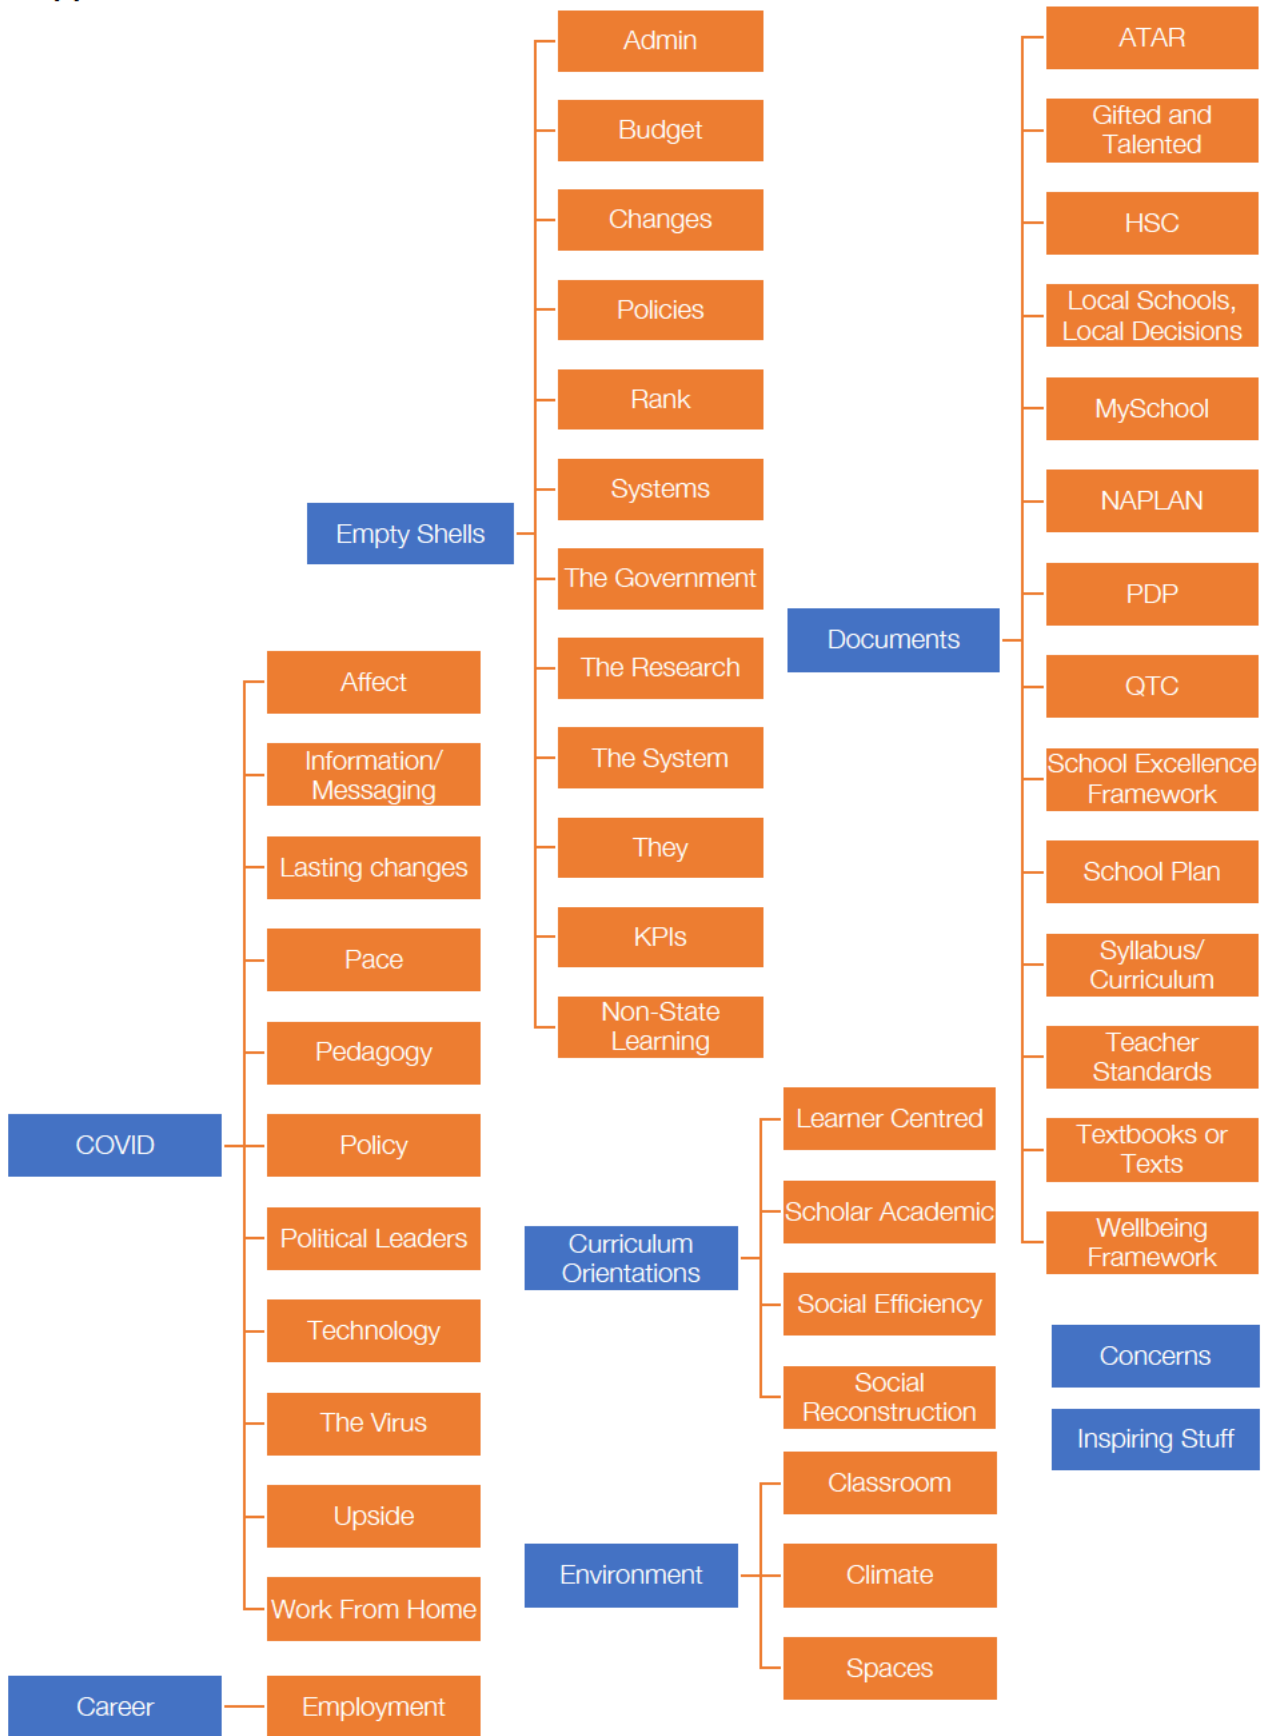 Empty Shells
Admin
Budget
Changes
Policies
Rank
Systems
The Government
The Research
The System
They
KPIs
Non-State
Learning
Documents
ATAR
Gifted and
Talented
HSC
Local Schools,
Local Decisions
MySchool
NAPLAN
PDP
QTC
School Excellence
Framework
School Plan
Syllabus/
Curriculum
Teacher
Standards
Textbooks or
Texts
Wellbeing
Framework
COVID
Affect
Information/
Messaging
Lasting changes
Pace
Pedagogy
Policy
Political Leaders
Technology
The Virus
Upside
Work From Home
Curriculum
Orientations
Learner Centred
Scholar Academic
Social Efficiency
Social
Reconstruction
Environment
Classroom
Climate
Spaces
Concerns
Inspiring Stuff
Career
Employment